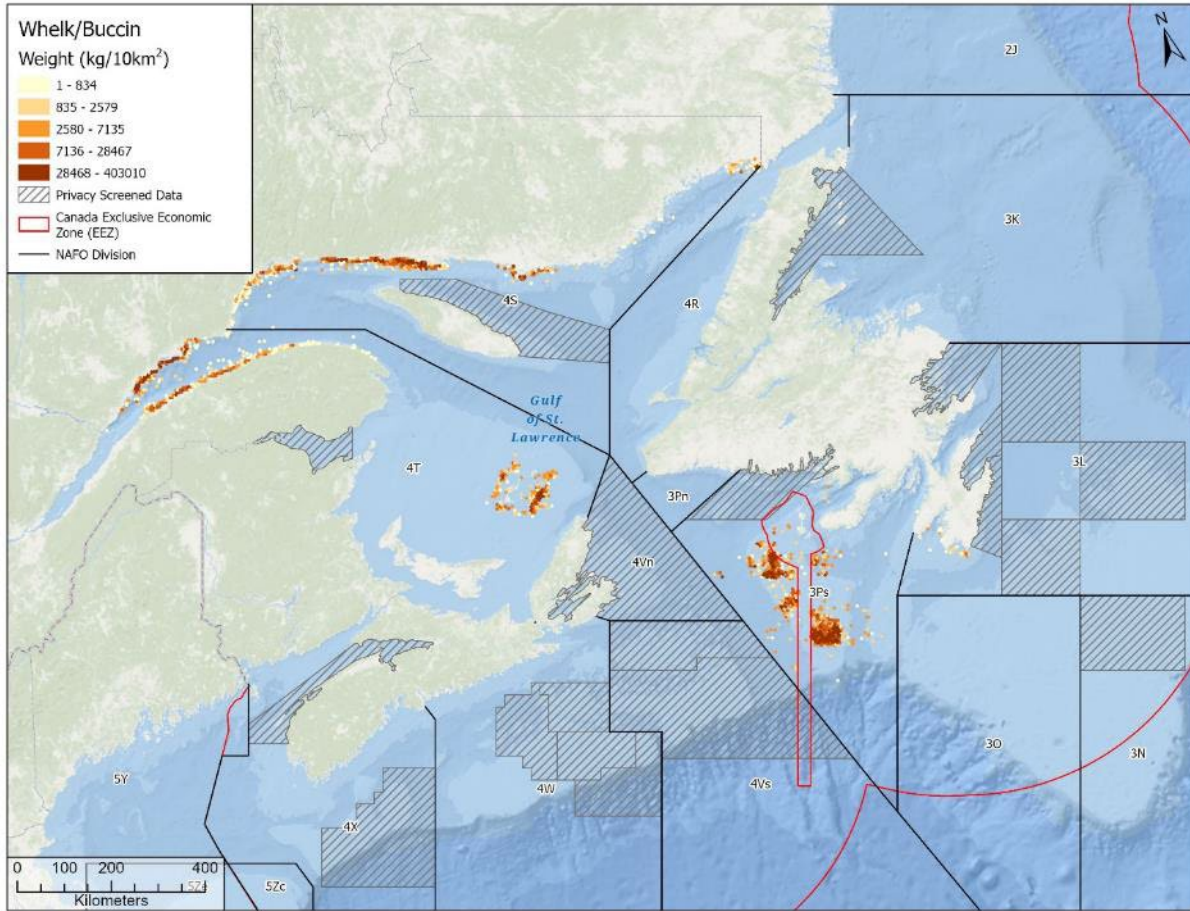 Whelk/Buccin
Weight (kg/10km²)
1 - 834
835 - 2579
2580 - 7135
7136 - 28467
28468 - 403010
Privacy Screened Data
Canada Exclusive Economic
Zone (EEZ)
NAFO Division
N
2J
3K
4S
4R
Gulf
of St.
Lawrence
4T
3L
3Pn
4Vn
3Ps
3O
3N
5Y
4W
4Vs
4X
5Ze
5Zc
0 100 200 400
Kilometers